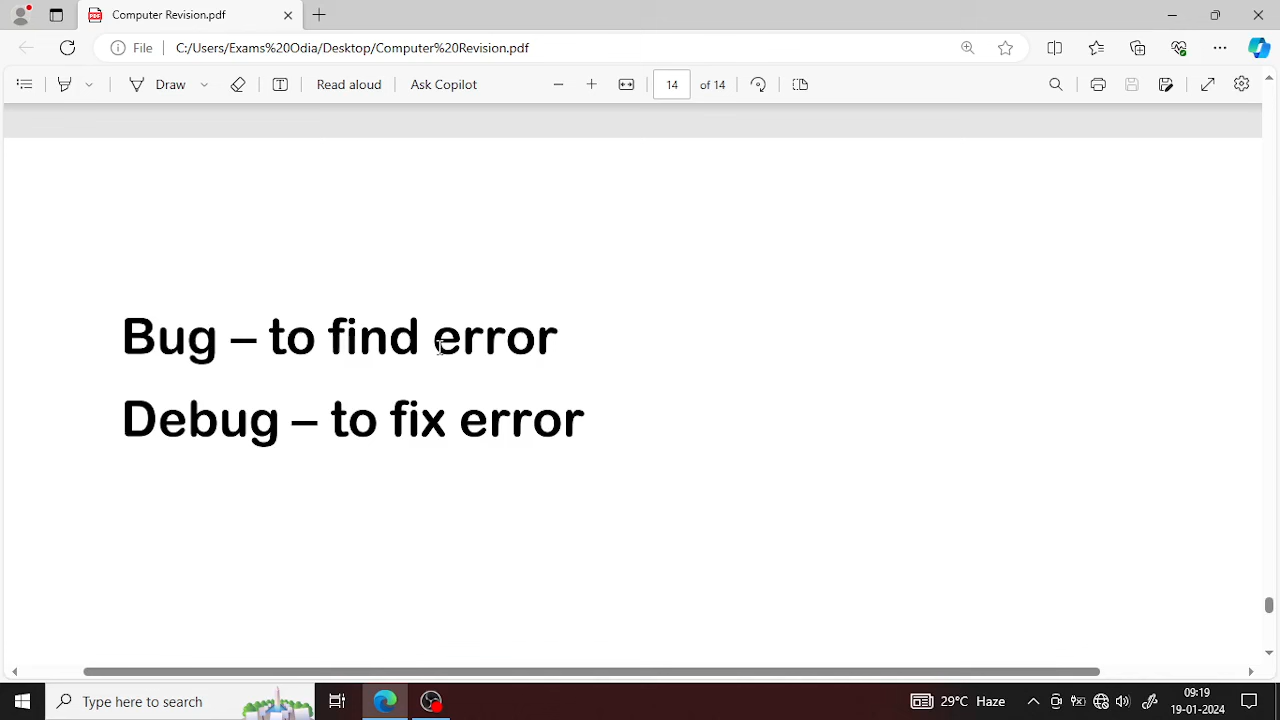 Computer Revision.pdf
File
C:/Users/Exams%20Odia/Desktop/Computer%20Revision.pdf
Draw
Read aloud
Ask Copilot
14 of 14
Bug – to find error
Debug – to fix error
Type here to search
29°C Haze
09:19
19-01-2024